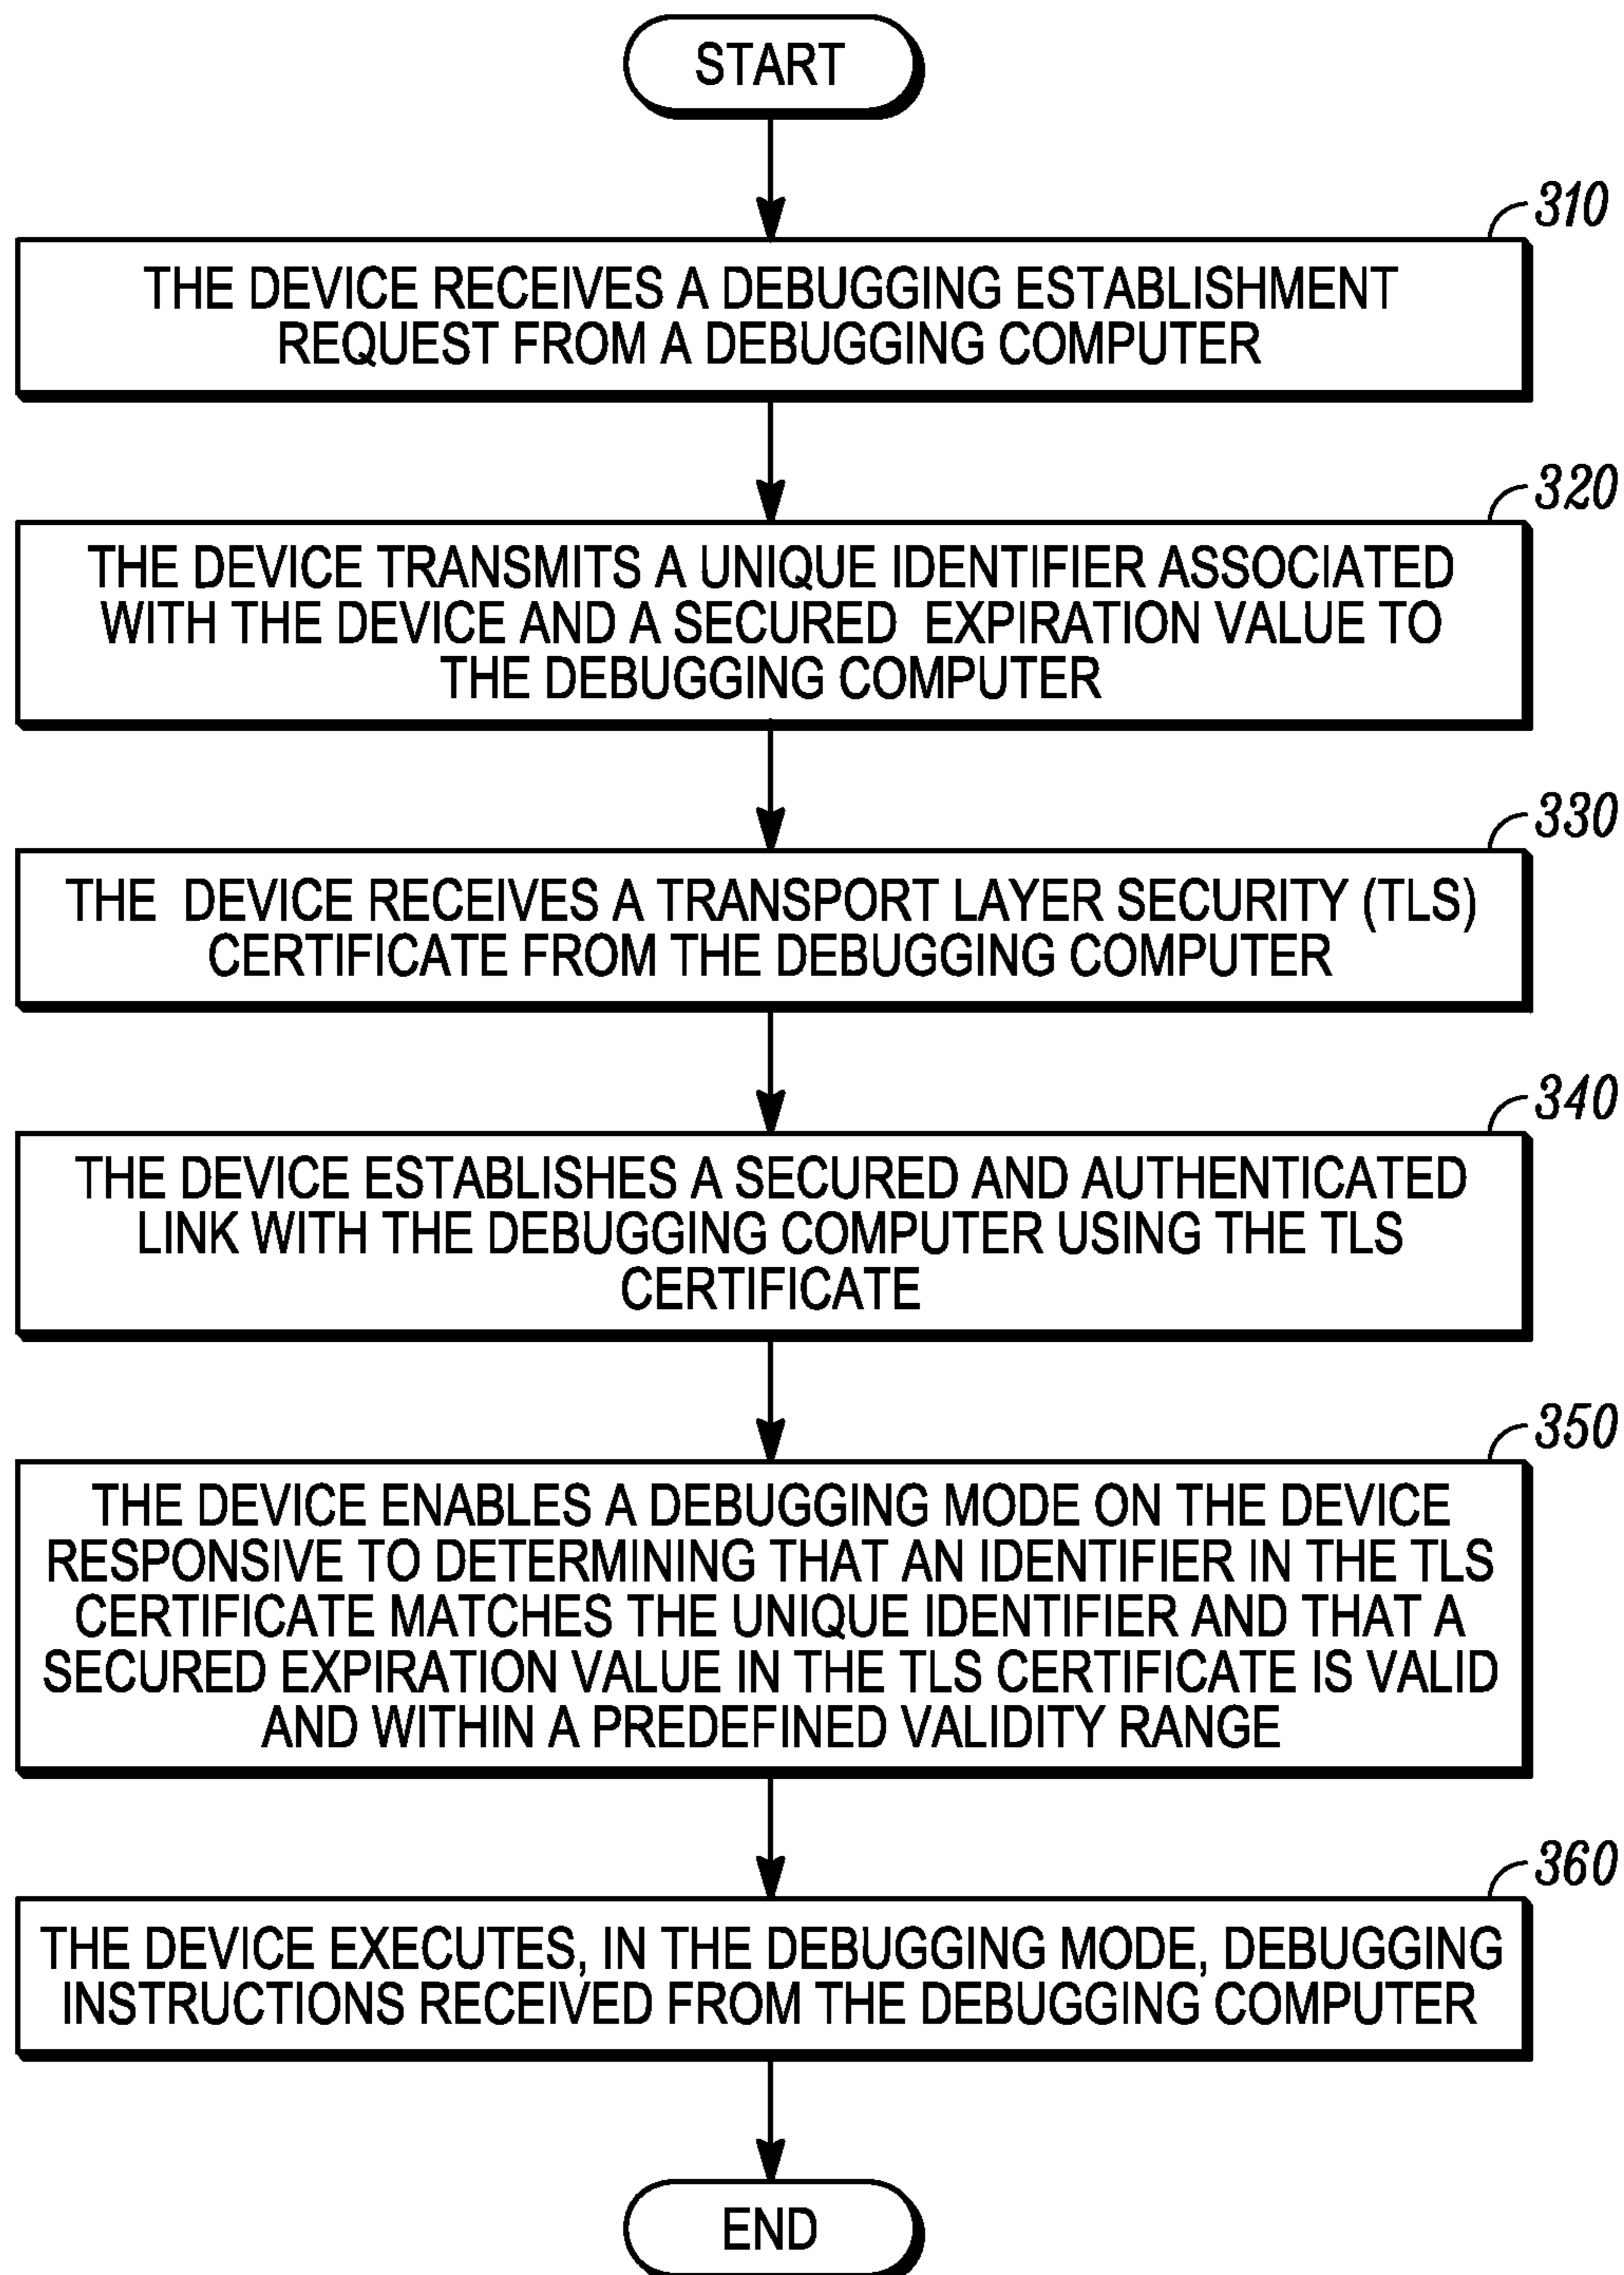 START
310
THE DEVICE RECEIVES A DEBUGGING ESTABLISHMENT
REQUEST FROM A DEBUGGING COMPUTER
320
THE DEVICE TRANSMITS A UNIQUE IDENTIFIER ASSOCIATED
WITH THE DEVICE AND A SECURED EXPIRATION VALUE TO
THE DEBUGGING COMPUTER
330
THE DEVICE RECEIVES A TRANSPORT LAYER SECURITY (TLS)
CERTIFICATE FROM THE DEBUGGING COMPUTER
340
THE DEVICE ESTABLISHES A SECURED AND AUTHENTICATED
LINK WITH THE DEBUGGING COMPUTER USING THE TLS
CERTIFICATE
350
THE DEVICE ENABLES A DEBUGGING MODE ON THE DEVICE
RESPONSIVE TO DETERMINING THAT AN IDENTIFIER IN THE TLS
CERTIFICATE MATCHES THE UNIQUE IDENTIFIER AND THAT A
SECURED EXPIRATION VALUE IN THE TLS CERTIFICATE IS VALID
AND WITHIN A PREDEFINED VALIDITY RANGE
360
THE DEVICE EXECUTES, IN THE DEBUGGING MODE, DEBUGGING
INSTRUCTIONS RECEIVED FROM THE DEBUGGING COMPUTER
END